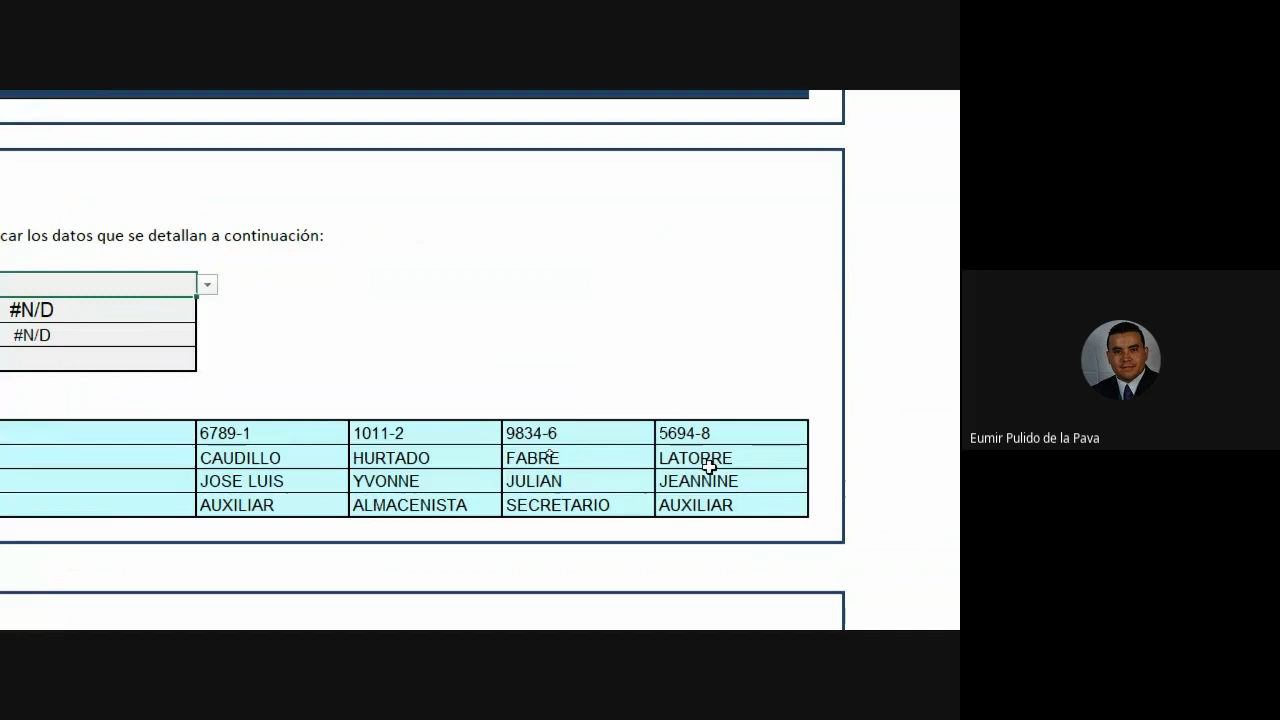 car los datos que se detallan a continuación:
#N/D
#N/D
6789-1 1011-2 9834-6 5694-8
CAUDILLO HURTADO FABRE LATORRE
JOSE LUIS YVONNE JULIAN JEANNINE
AUXILIAR ALMACENISTA SECRETARIO AUXILIAR
Eumir Pulido de la Pava